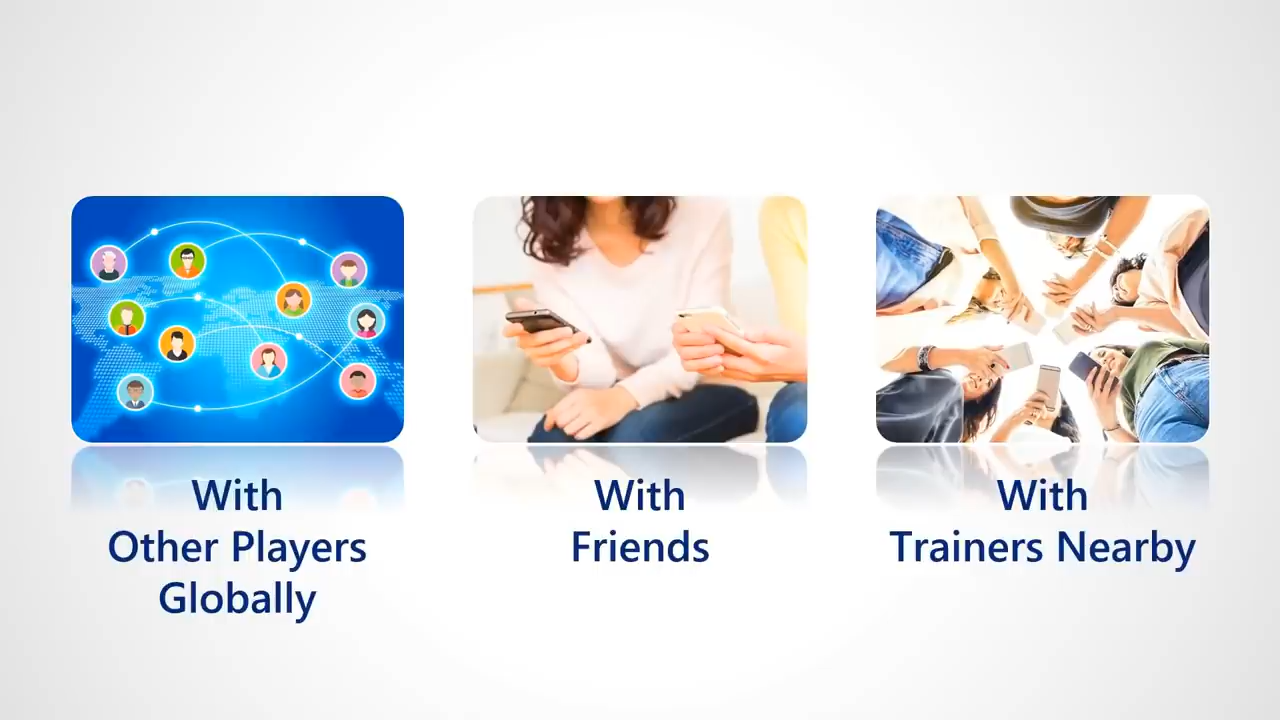 With
Other Players
Globally
With
Friends
With
Trainers Nearby